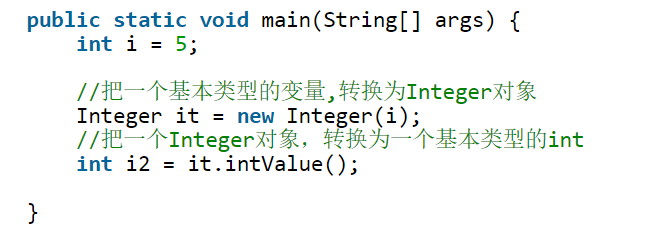 public static void main(String[] args) {
    int i = 5;

    //把一个基本类型的变量,转换为Integer对象
    Integer it = new Integer(i);
    //把一个Integer对象，转换为一个基本类型的int
    int i2 = it.intValue();

}